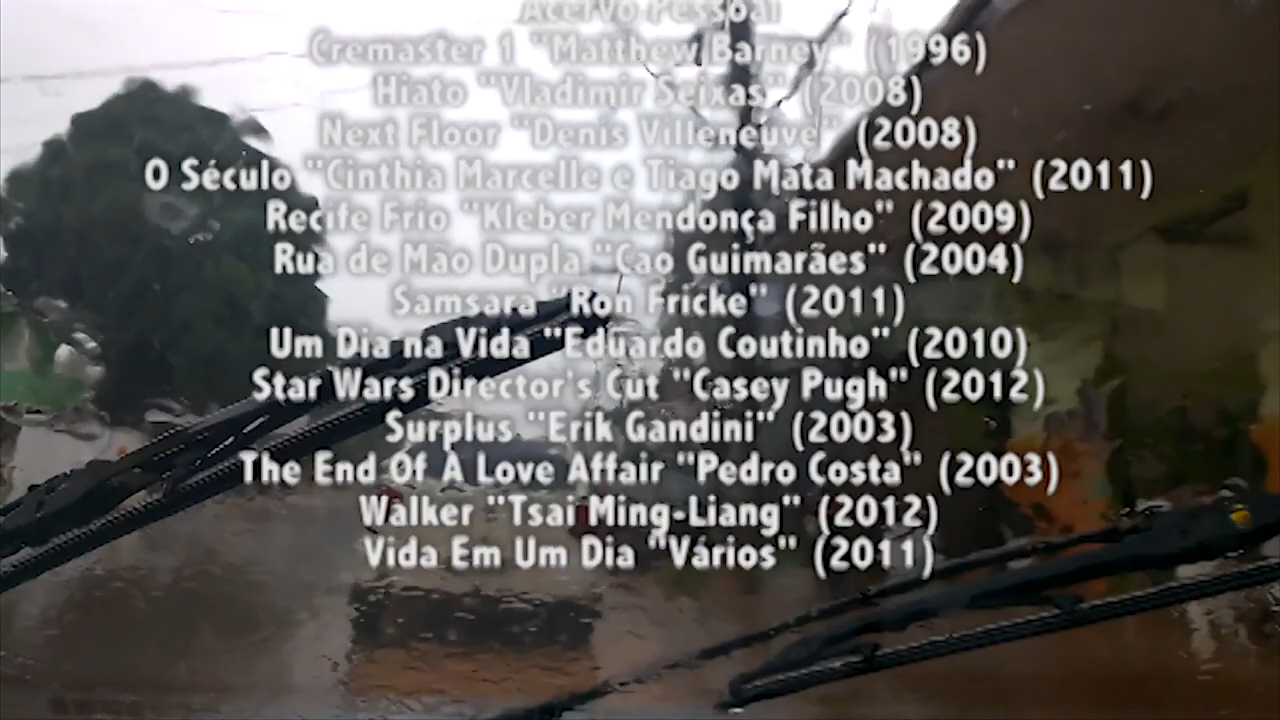 Acervo Pessoal
Cremaster 1 "Matthew Barney" (1996)
Hiato "Vladimir Seixas" (2008)
Next Floor "Denis Villeneuve" (2008)
O Século "Cinthia Marcelle e Tiago Mata Machado" (2011)
Recife Frio "Kleber Mendonça Filho" (2009)
Rua de Mão Dupla "Cao Guimarães" (2004)
Samsara "Ron Fricke" (2011)
Um Dia na Vida "Eduardo Coutinho" (2010)
Star Wars Director's Cut "Casey Pugh" (2012)
Surplus "Erik Gandini" (2003)
The End Of A Love Affair "Pedro Costa" (2003)
Walker "Tsai Ming-Liang" (2012)
Vida Em Um Dia "Vários" (2011)